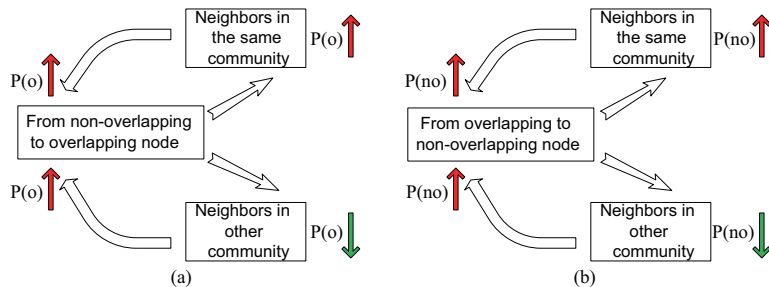 Neighbors in
the same
community
P(o)
P(o)
From non-overlapping
to overlapping node
P(o)
Neighbors in
other
community
P(o)
(a)
Neighbors in
the same
community
P(no)
P(no)
From overlapping to
non-overlapping node
P(no)
Neighbors in
other
community
P(no)
(b)